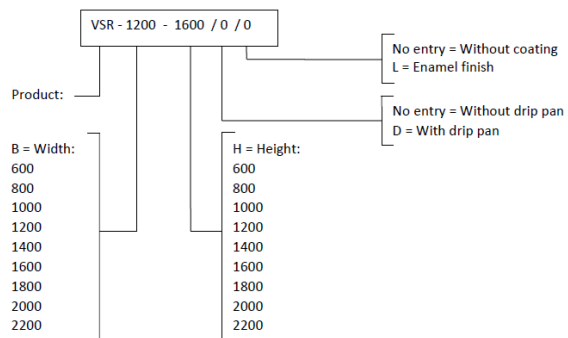 VSR - 1200 - 1600 / 0 / 0
No entry = Without coating
L = Enamel finish
Product:
No entry = Without drip pan
D = With drip pan
B = Width:
600
800
1000
1200
1400
1600
1800
2000
2200
H = Height:
600
800
1000
1200
1400
1600
1800
2000
2200